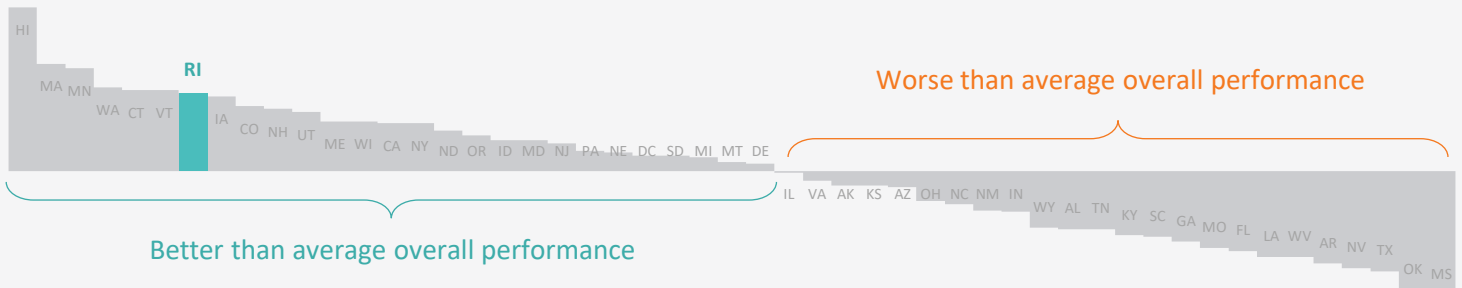 HI
MA
MN
WA
CT
VT
RI
IA
CO
NH
UT
ME
WI
CA
NY
ND
OR
ID
MD
NJ
PA
NE
DC
SD
MI
MT
DE
Worse than average overall performance
IL
VA
AK
KS
AZ
OH
NC
NM
IN
WY
AL
TN
KY
SC
GA
MO
FL
LA
WV
AR
NV
TX
OK
MS
Better than average overall performance